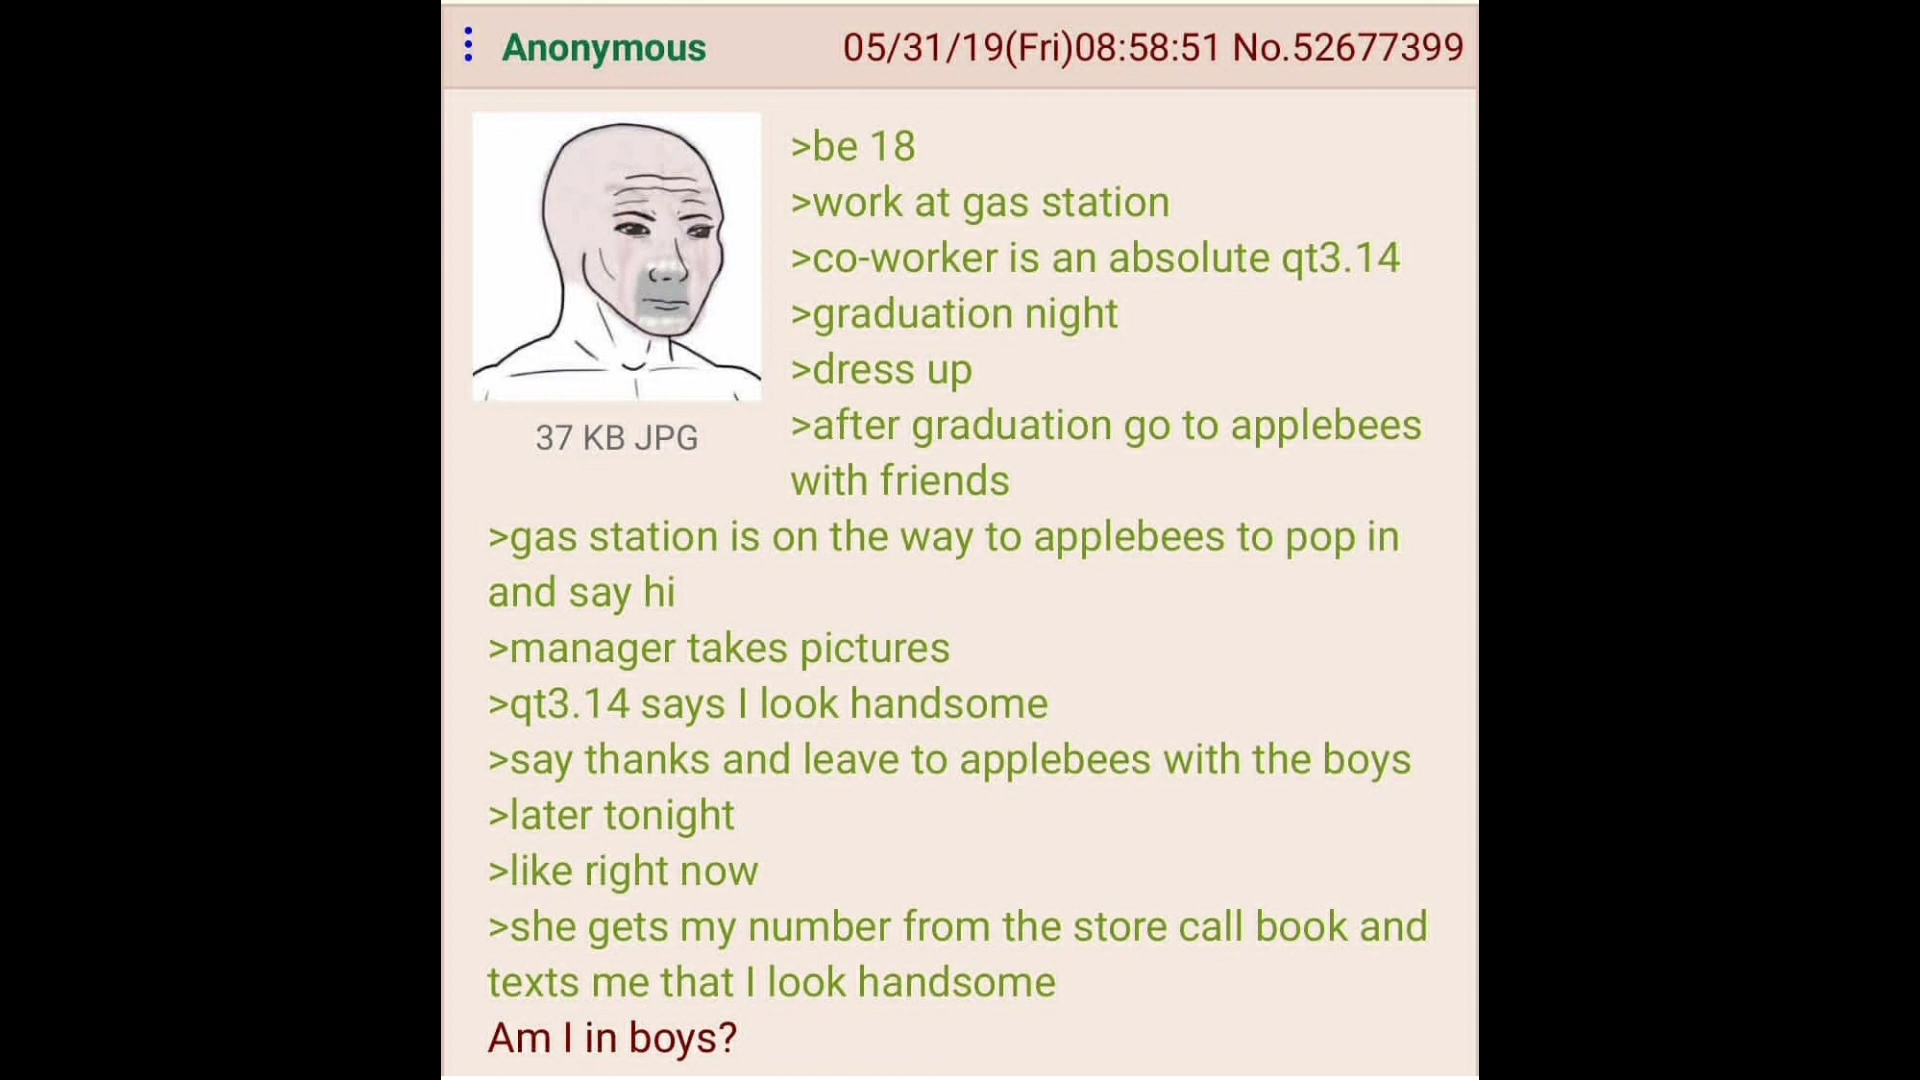 Anonymous 05/31/19(Fri)08:58:51 No.52677399
>be 18
>work at gas station
>co-worker is an absolute qt3.14
>graduation night
>dress up
>after graduation go to applebees
with friends
37 KB JPG
>gas station is on the way to applebees to pop in
and say hi
>manager takes pictures
>qt3.14 says I look handsome
>say thanks and leave to applebees with the boys
>later tonight
>like right now
>she gets my number from the store call book and
texts me that I look handsome
Am I in boys?